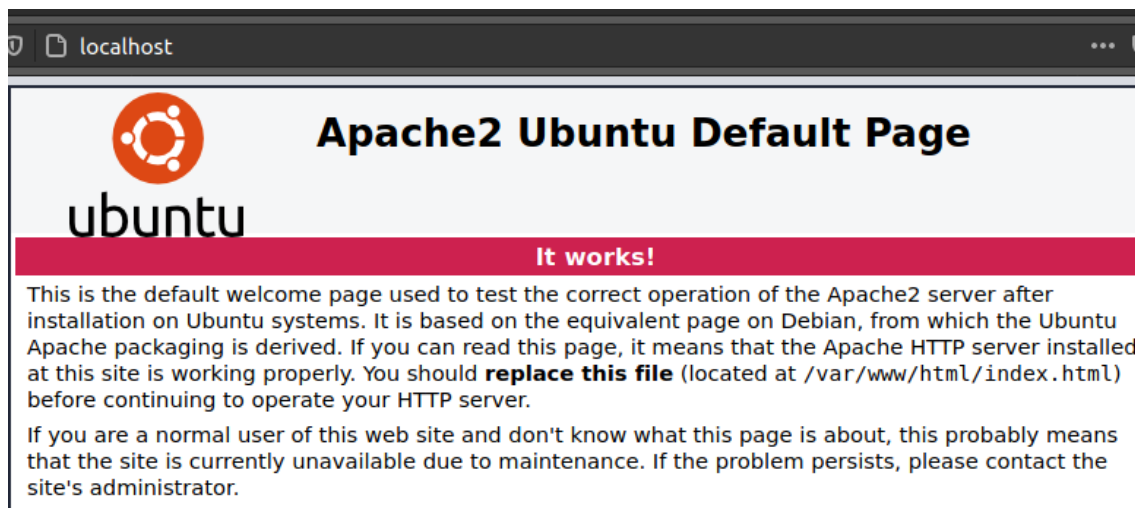 localhost
Apache2 Ubuntu Default Page
ubuntu
It works!
This is the default welcome page used to test the correct operation of the Apache2 server after
installation on Ubuntu systems. It is based on the equivalent page on Debian, from which the Ubuntu
Apache packaging is derived. If you can read this page, it means that the Apache HTTP server installed
at this site is working properly. You should replace this file (located at /var/www/html/index.html)
before continuing to operate your HTTP server.
If you are a normal user of this web site and don't know what this page is about, this probably means
that the site is currently unavailable due to maintenance. If the problem persists, please contact the
site's administrator.